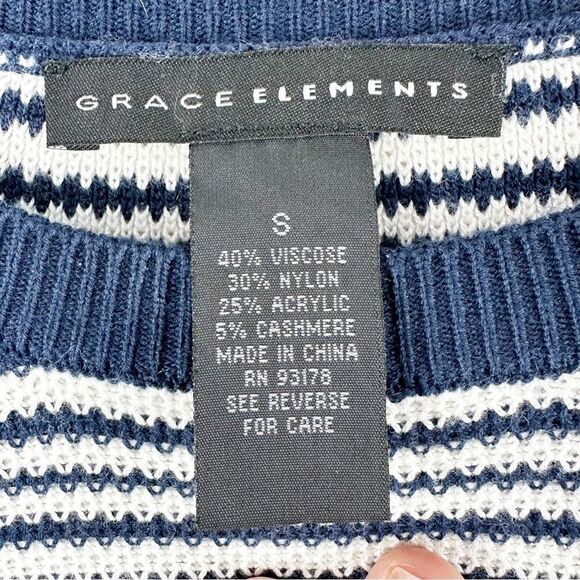 GRACE ELEMENTS
S
40% VISCOSE
30% NYLON
25% ACRYLIC
5% CASHMERE
MADE IN CHINA
RN 93178
SEE REVERSE
FOR CARE